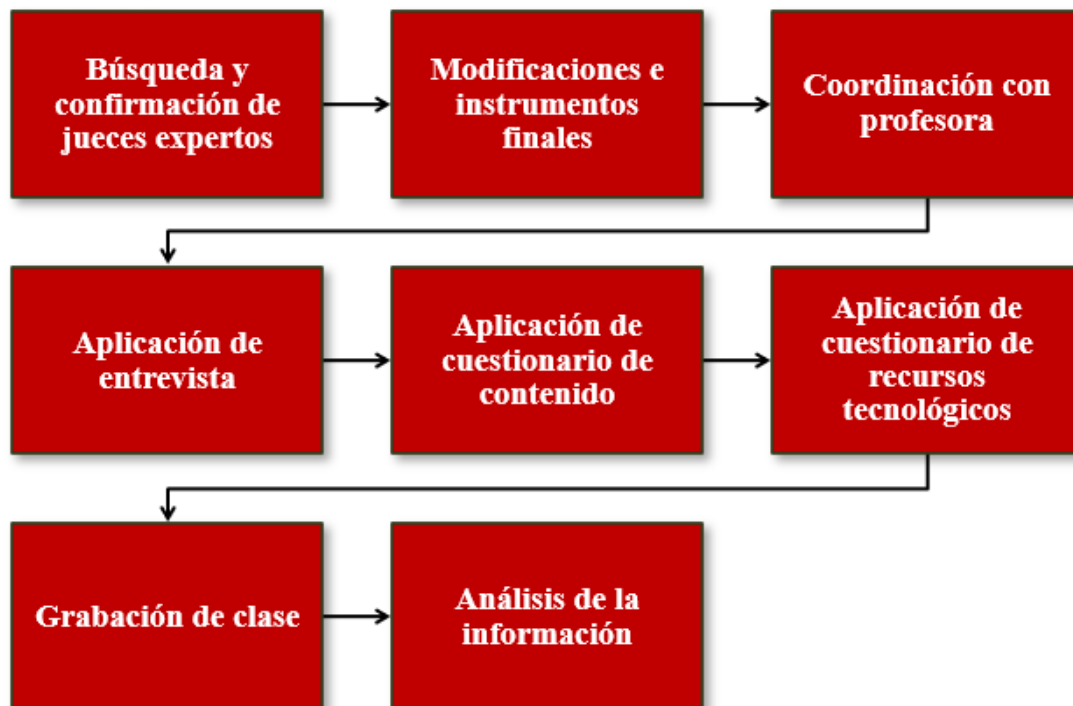 Búsqueda y
confirmación de
jueces expertos
Modificaciones e
instrumentos
finales
Coordinación con
profesora
Aplicación de
entrevista
Aplicación de
cuestionario de
contenido
Aplicación de
cuestionario de
recursos
tecnológicos
Grabación de clase
Análisis de la
información